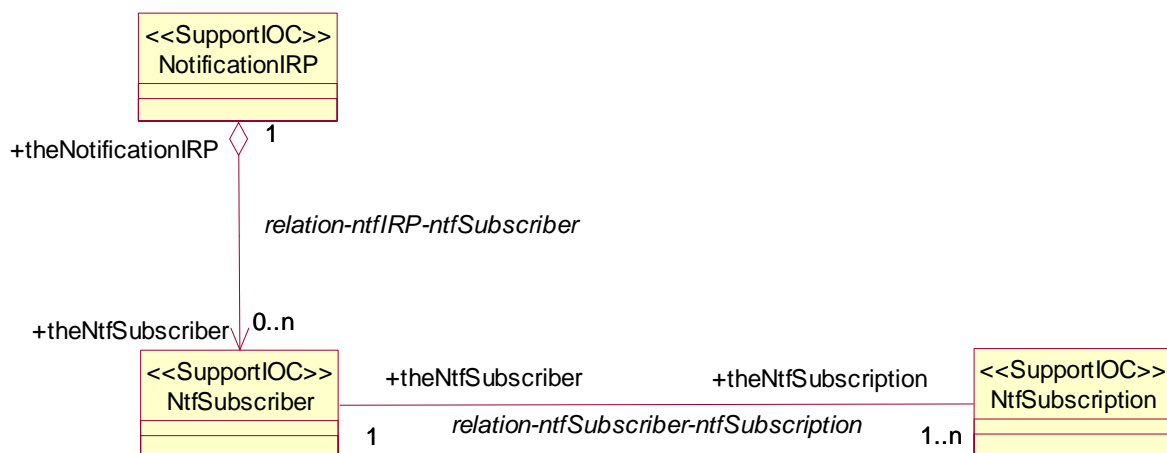 <<SupportIOC>>
NotificationIRP
1
+theNotificationIRP
relation-ntfIRP-ntfSubscriber
+theNtfSubscriber
0..n
<<SupportIOC>>
NtfSubscriber
+theNtfSubscriber
+theNtfSubscription
relation-ntfSubscriber-ntfSubscription
1
1..n
<<SupportIOC>>
NtfSubscription